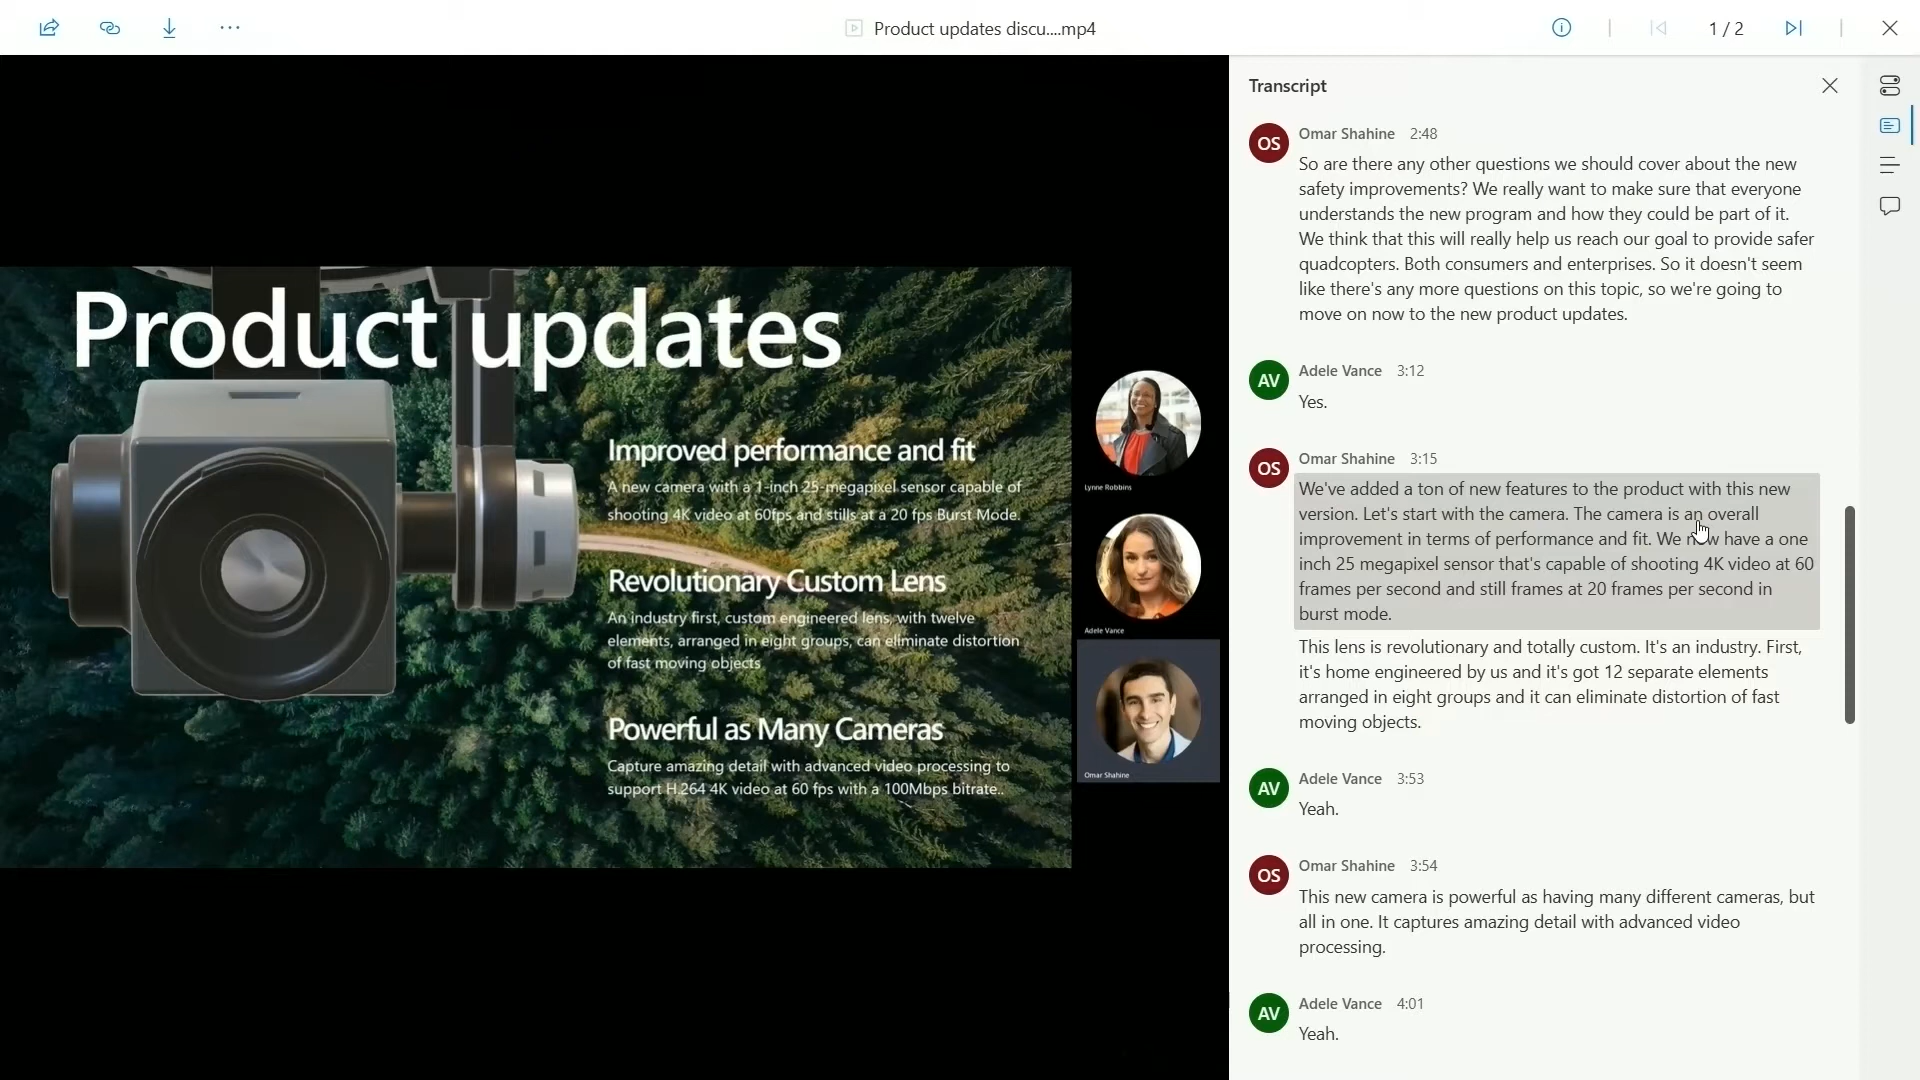 Product updates discu....mp4
1 / 2
Product updates
Improved performance and fit
A new camera with a 1-inch 25-megapixel sensor capable of
shooting 4K video at 60fps and stills at a 20 fps Burst Mode.
Revolutionary Custom Lens
An industry first, custom engineered lens, with twelve
elements, arranged in eight groups, can eliminate distortion
of fast moving objects
Powerful as Many Cameras
Capture amazing detail with advanced video processing to
support H.264 4K video at 60 fps with a 100Mbps bitrate..
Lynne Robbins
Adele Vance
Omar Shahine
Transcript
OS
Omar Shahine 2:48
So are there any other questions we should cover about the new
safety improvements? We really want to make sure that everyone
understands the new program and how they could be part of it.
We think that this will really help us reach our goal to provide safer
quadcopters. Both consumers and enterprises. So it doesn't seem
like there's any more questions on this topic, so we're going to
move on now to the new product updates.
AV
Adele Vance 3:12
Yes.
OS
Omar Shahine 3:15
We've added a ton of new features to the product with this new
version. Let's start with the camera. The camera is an overall
improvement in terms of performance and fit. We now have a one
inch 25 megapixel sensor that's capable of shooting 4K video at 60
frames per second and still frames at 20 frames per second in
burst mode.
This lens is revolutionary and totally custom. It's an industry. First,
it's home engineered by us and it's got 12 separate elements
arranged in eight groups and it can eliminate distortion of fast
moving objects.
AV
Adele Vance 3:53
Yeah.
OS
Omar Shahine 3:54
This new camera is powerful as having many different cameras, but
all in one. It captures amazing detail with advanced video
processing.
AV
Adele Vance 4:01
Yeah.